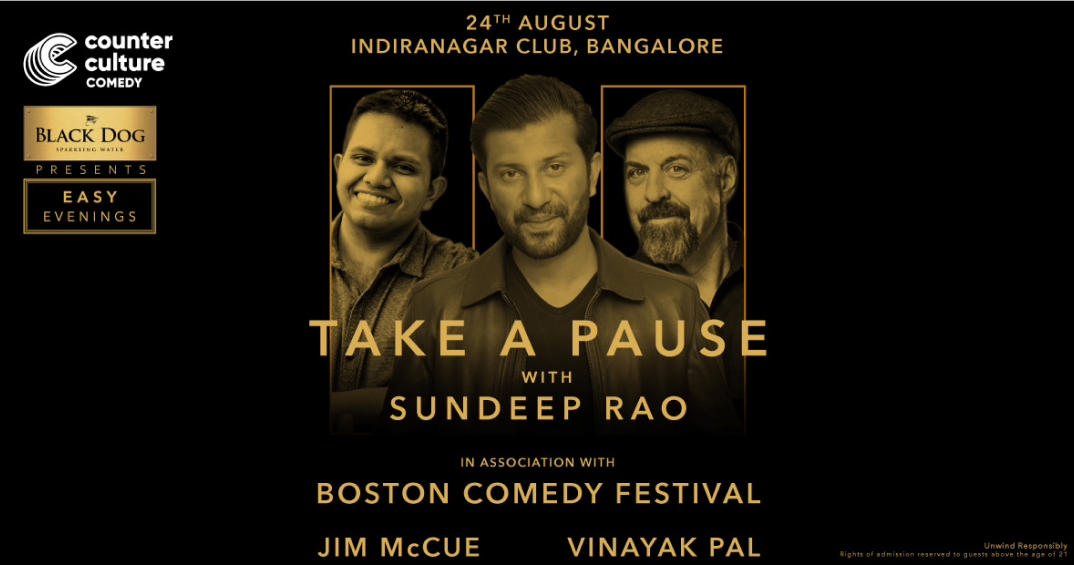 24TH AUGUST
INDIRANAGAR CLUB, BANGALORE
counter
culture
COMEDY
BLACK DOG
SPARKLING WATER
PRESENTS
EASY
EVENINGS
TAKE A PAUSE
WITH
SUNDEEP RAO
IN ASSOCIATION WITH
BOSTON COMEDY FESTIVAL
JIM McCUE VINAYAK PAL
Unwind Responsibly
Rights of admission reserved to guests above the age of 21